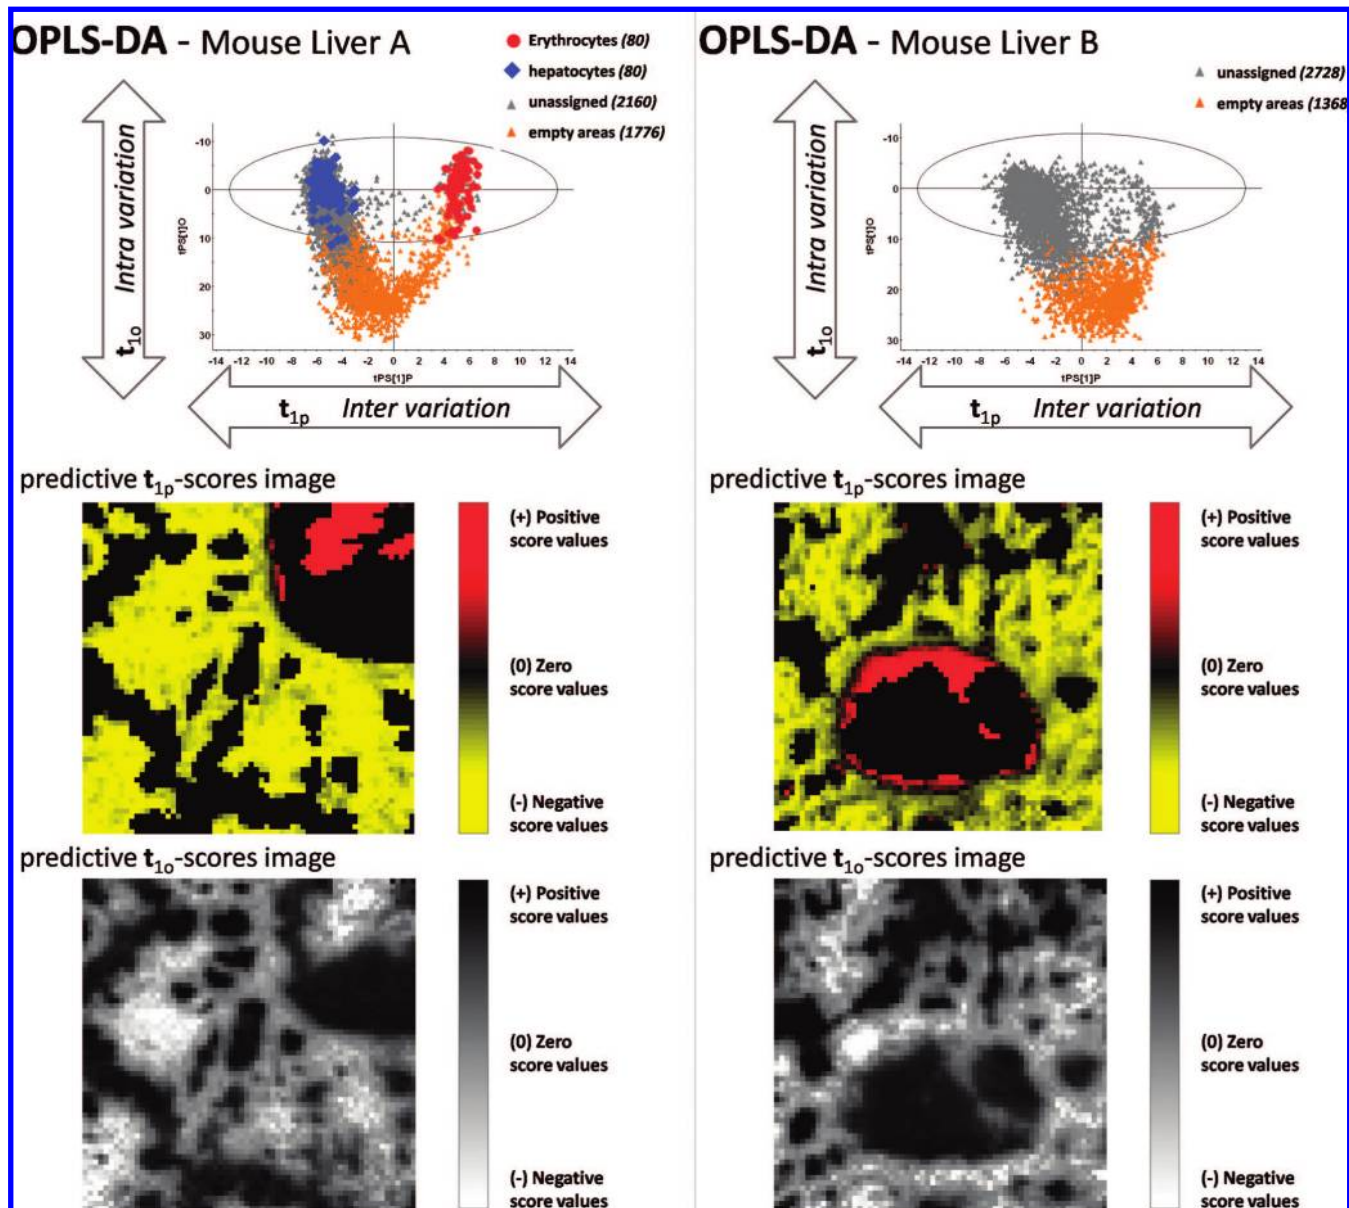 OPLS-DA - Mouse Liver A
Erythrocytes (80)
hepatocytes (80)
unassigned (2160)
empty areas (1776)
t1o Intra variation
tPS[1]O
-10
0
10
20
30
-14 -12 -10 -8 -6 -4 -2 0 2 4 6 8 10 12 14
tPS[1]P
t1p Inter variation
predictive t1p-scores image
(+) Positive
score values
(0) Zero
score values
(-) Negative
score values
predictive t1o-scores image
(+) Positive
score values
(0) Zero
score values
(-) Negative
score values
OPLS-DA - Mouse Liver B
unassigned (2728)
empty areas (1368
t1o Intra variation
tPS[1]O
-10
0
10
20
30
-14 -12 -10 -8 -6 -4 -2 0 2 4 6 8 10 12 14
tPS[1]P
t1p Inter variation
predictive t1p-scores image
(+) Positive
score values
(0) Zero
score values
(-) Negative
score values
predictive t1o-scores image
(+) Positive
score values
(0) Zero
score values
(-) Negative
score values